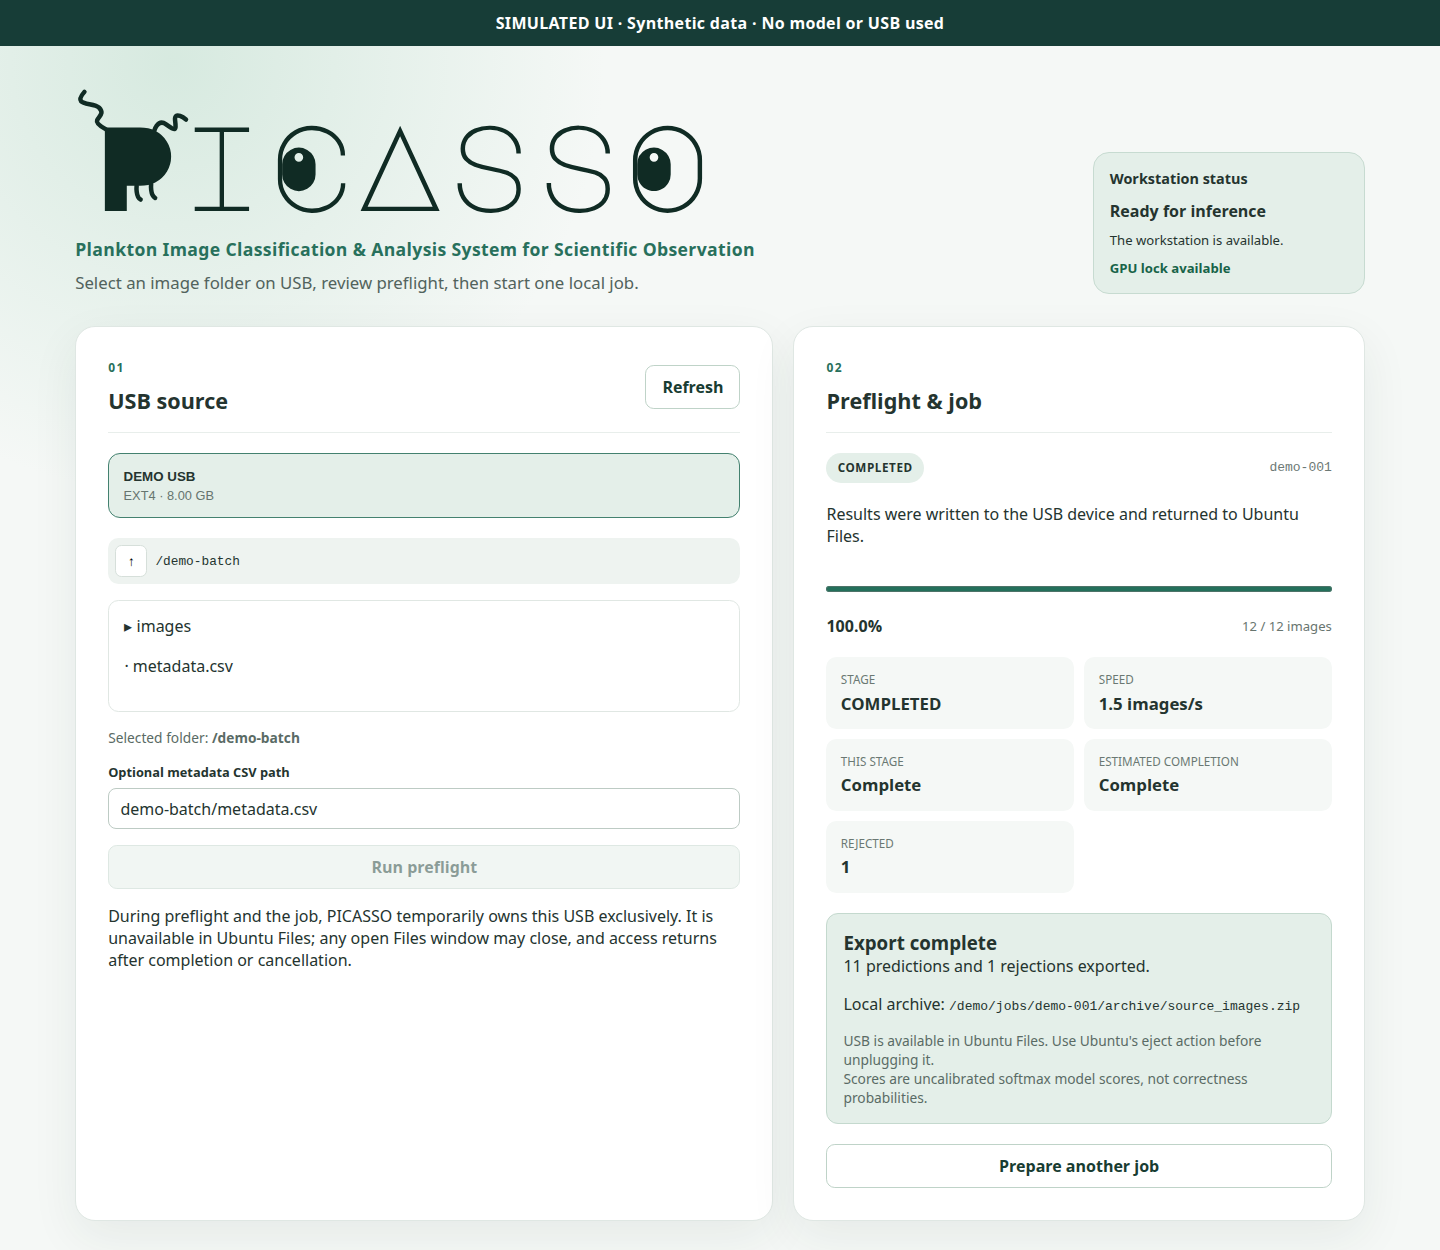 SIMULATED UI · Synthetic data · No model or USB used
PICASSO
Plankton Image Classification & Analysis System for Scientific Observation
Select an image folder on USB, review preflight, then start one local job.
Workstation status
Ready for inference
The workstation is available.
GPU lock available
01
USB source
Refresh
DEMO USB
EXT4 · 8.00 GB
↑ /demo-batch
▸ images
· metadata.csv
Selected folder: /demo-batch
Optional metadata CSV path
demo-batch/metadata.csv
Run preflight
During preflight and the job, PICASSO temporarily owns this USB exclusively. It is
unavailable in Ubuntu Files; any open Files window may close, and access returns
after completion or cancellation.
02
Preflight & job
COMPLETED
demo-001
Results were written to the USB device and returned to Ubuntu
Files.
100.0%
12 / 12 images
STAGE
COMPLETED
SPEED
1.5 images/s
THIS STAGE
Complete
ESTIMATED COMPLETION
Complete
REJECTED
1
Export complete
11 predictions and 1 rejections exported.
Local archive: /demo/jobs/demo-001/archive/source_images.zip
USB is available in Ubuntu Files. Use Ubuntu's eject action before
unplugging it.
Scores are uncalibrated softmax model scores, not correctness
probabilities.
Prepare another job